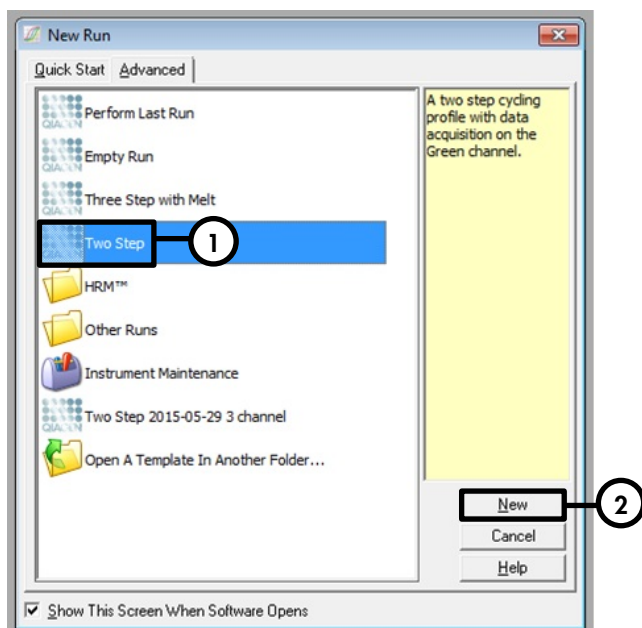 New Run
Quick Start Advanced
Perform Last Run
Empty Run
Three Step with Melt
Two Step
1
HRM™
Other Runs
Instrument Maintenance
Two Step 2015-05-29 3 channel
Open A Template In Another Folder...
A two step cycling
profile with data
acquisition on the
Green channel.
New
2
Cancel
Help
Show This Screen When Software Opens